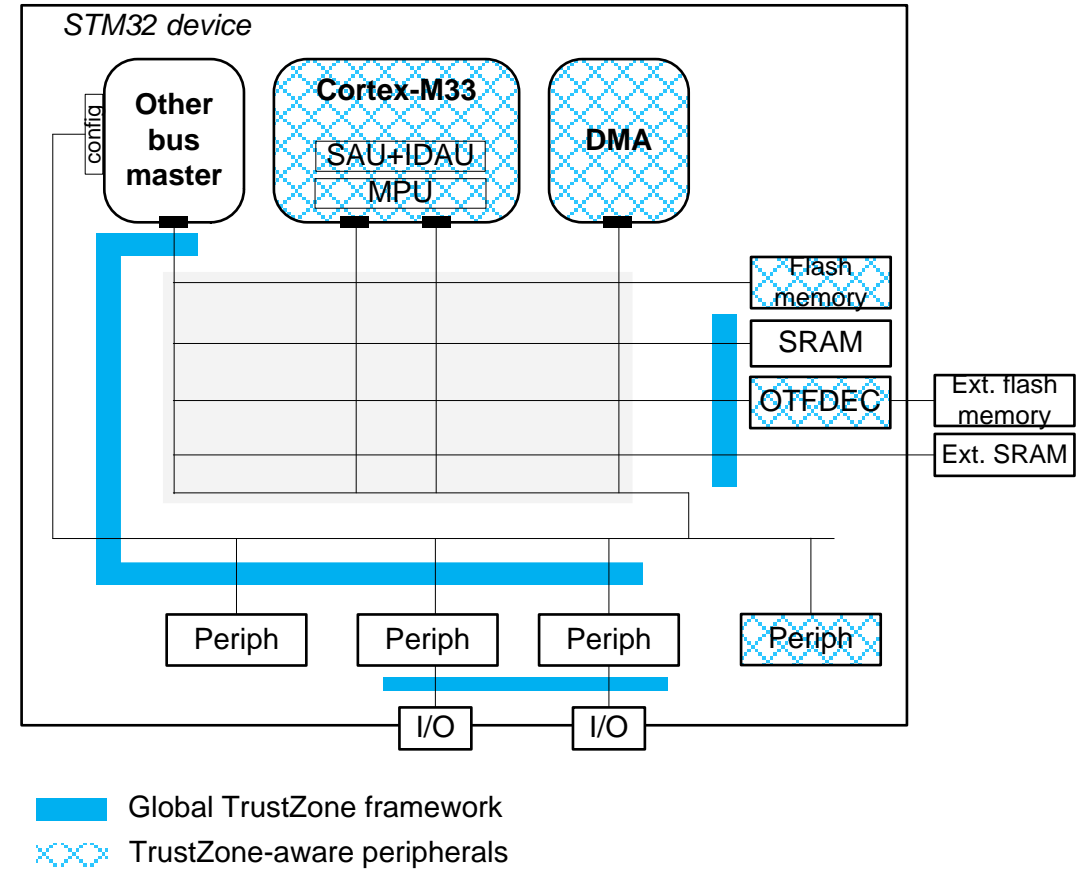 STM32 device
config
Other
bus
master
Cortex-M33
SAU+IDAU
MPU
DMA
Flash
memory
SRAM
OTFDEC
Ext. flash
memory
Ext. SRAM
Periph
Periph
Periph
Periph
I/O
I/O
Global TrustZone framework
TrustZone-aware peripherals